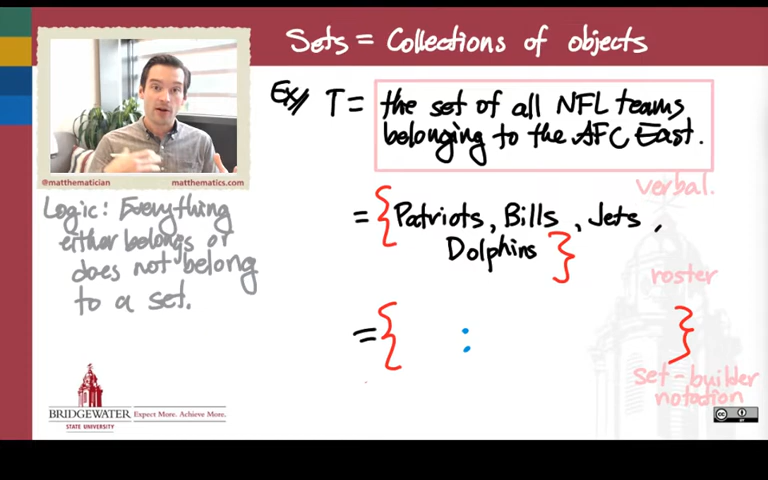 Sets = Collections of objects
Ex/ T = the set of all NFL teams
belonging to the AFC East.
verbal.
= { Patriots, Bills, Jets,
Dolphins }
roster
= { : }
set-builder
notation
@matthematician matthematics.com
Logic: Everything
either belongs or
does not belong
to a set.
BRIDGEWATER
STATE UNIVERSITY
Expect More. Achieve More.
cc